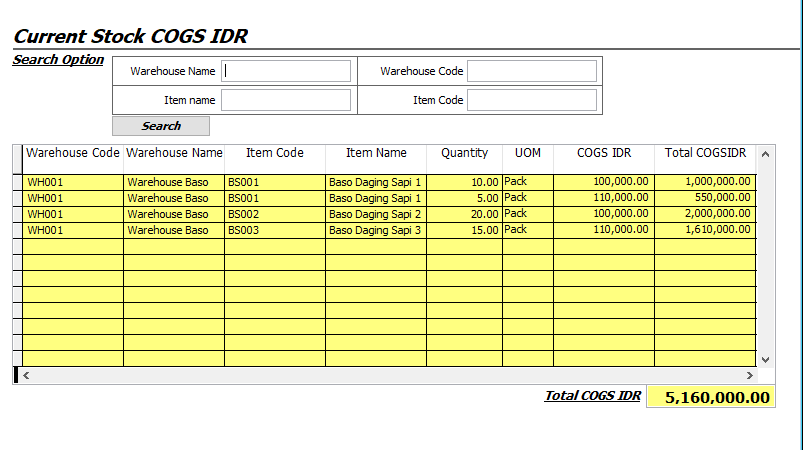 Current Stock COGS IDR
Search Option
Warehouse Name Warehouse Code
Item name Item Code
Search
Warehouse Code Warehouse Name Item Code Item Name Quantity UOM COGS IDR Total COGSIDR
WH001 Warehouse Baso BS001 Baso Daging Sapi 1 10.00 Pack 100,000.00 1,000,000.00
WH001 Warehouse Baso BS001 Baso Daging Sapi 1 5.00 Pack 110,000.00 550,000.00
WH001 Warehouse Baso BS002 Baso Daging Sapi 2 20.00 Pack 100,000.00 2,000,000.00
WH001 Warehouse Baso BS003 Baso Daging Sapi 3 15.00 Pack 110,000.00 1,610,000.00
Total COGS IDR 5,160,000.00